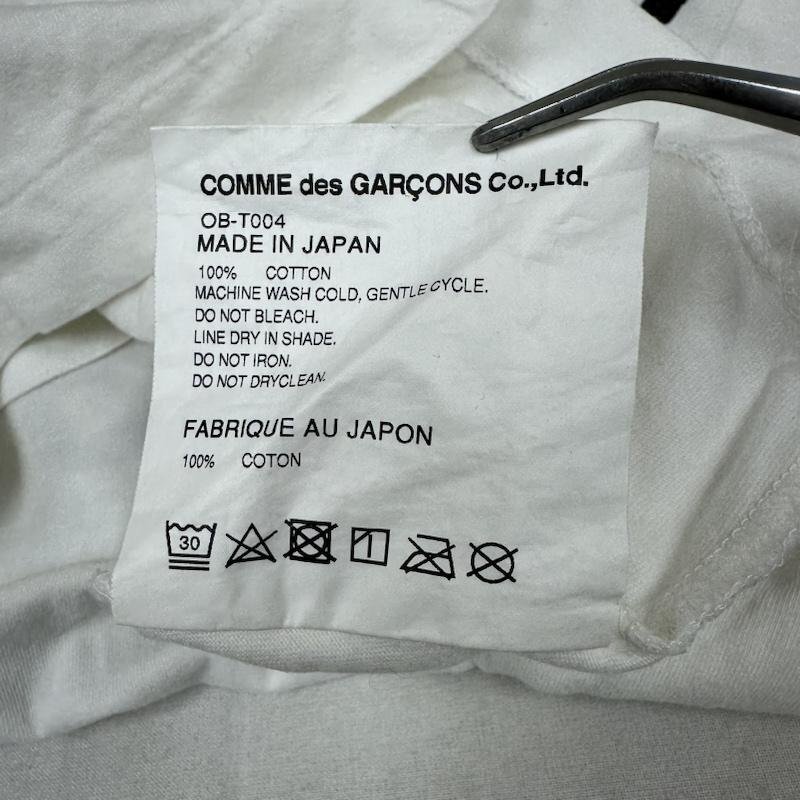 COMME des GARÇONS Co.,Ltd.
OB-T004
MADE IN JAPAN
100% COTTON
MACHINE WASH COLD, GENTLE CYCLE.
DO NOT BLEACH.
LINE DRY IN SHADE.
DO NOT IRON.
DO NOT DRYCLEAN.
FABRIQUE AU JAPON
100% COTON
30